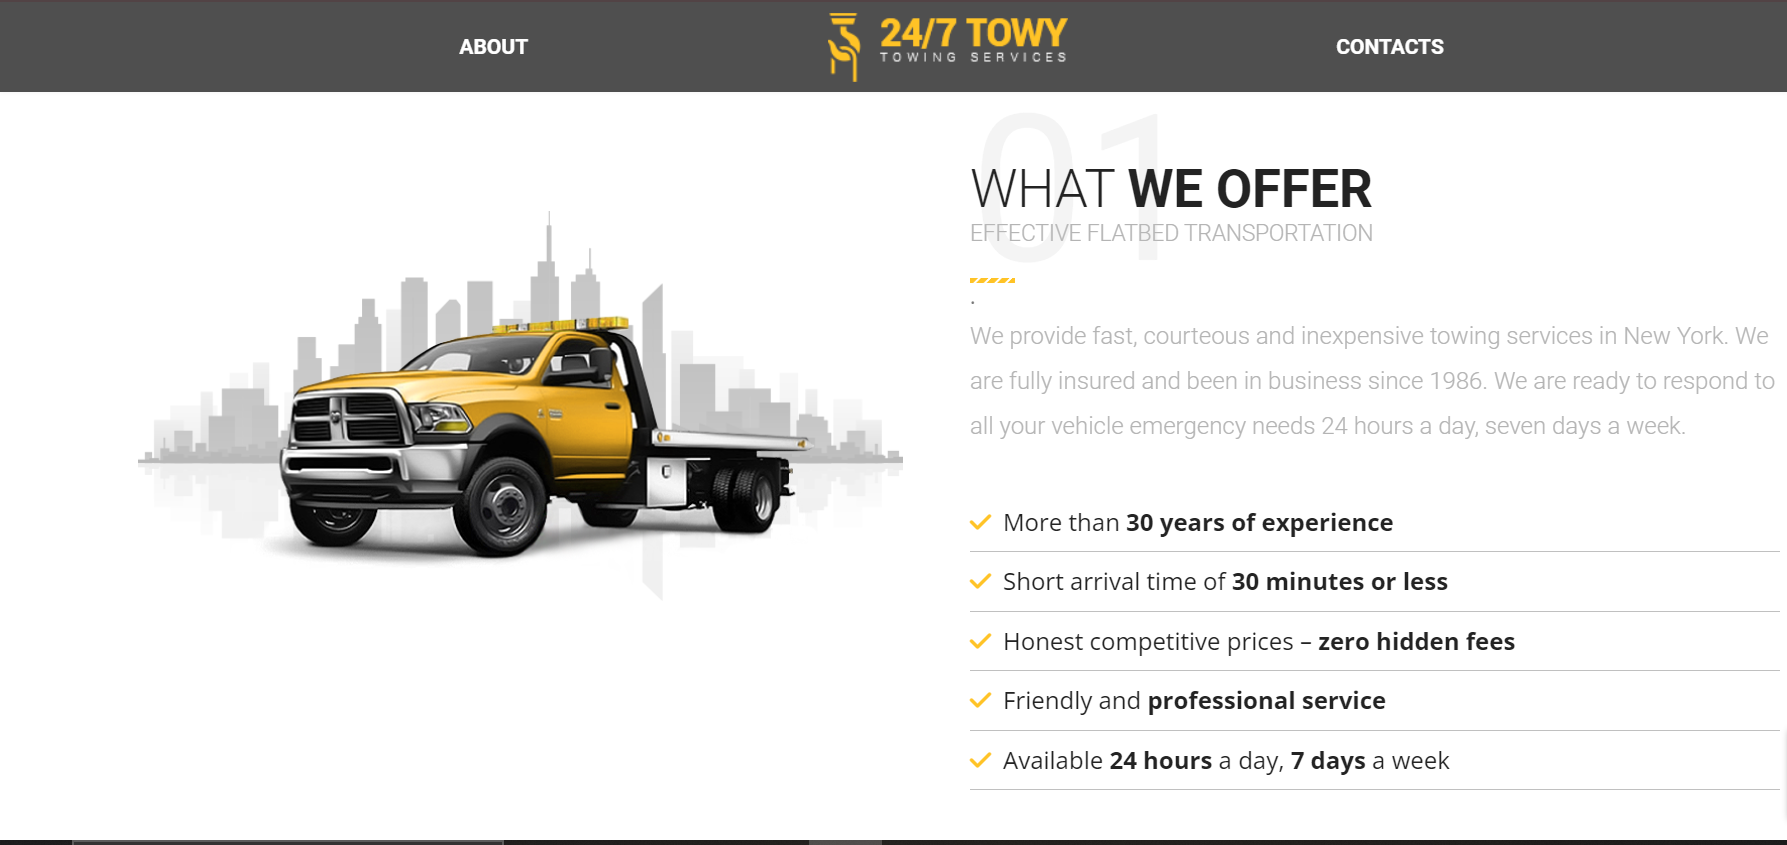 ABOUT
24/7 TOWY
TOWING SERVICES
CONTACTS
01
WHAT WE OFFER
EFFECTIVE FLATBED TRANSPORTATION
.
We provide fast, courteous and inexpensive towing services in New York. We
are fully insured and been in business since 1986. We are ready to respond to
all your vehicle emergency needs 24 hours a day, seven days a week.
More than 30 years of experience
Short arrival time of 30 minutes or less
Honest competitive prices – zero hidden fees
Friendly and professional service
Available 24 hours a day, 7 days a week